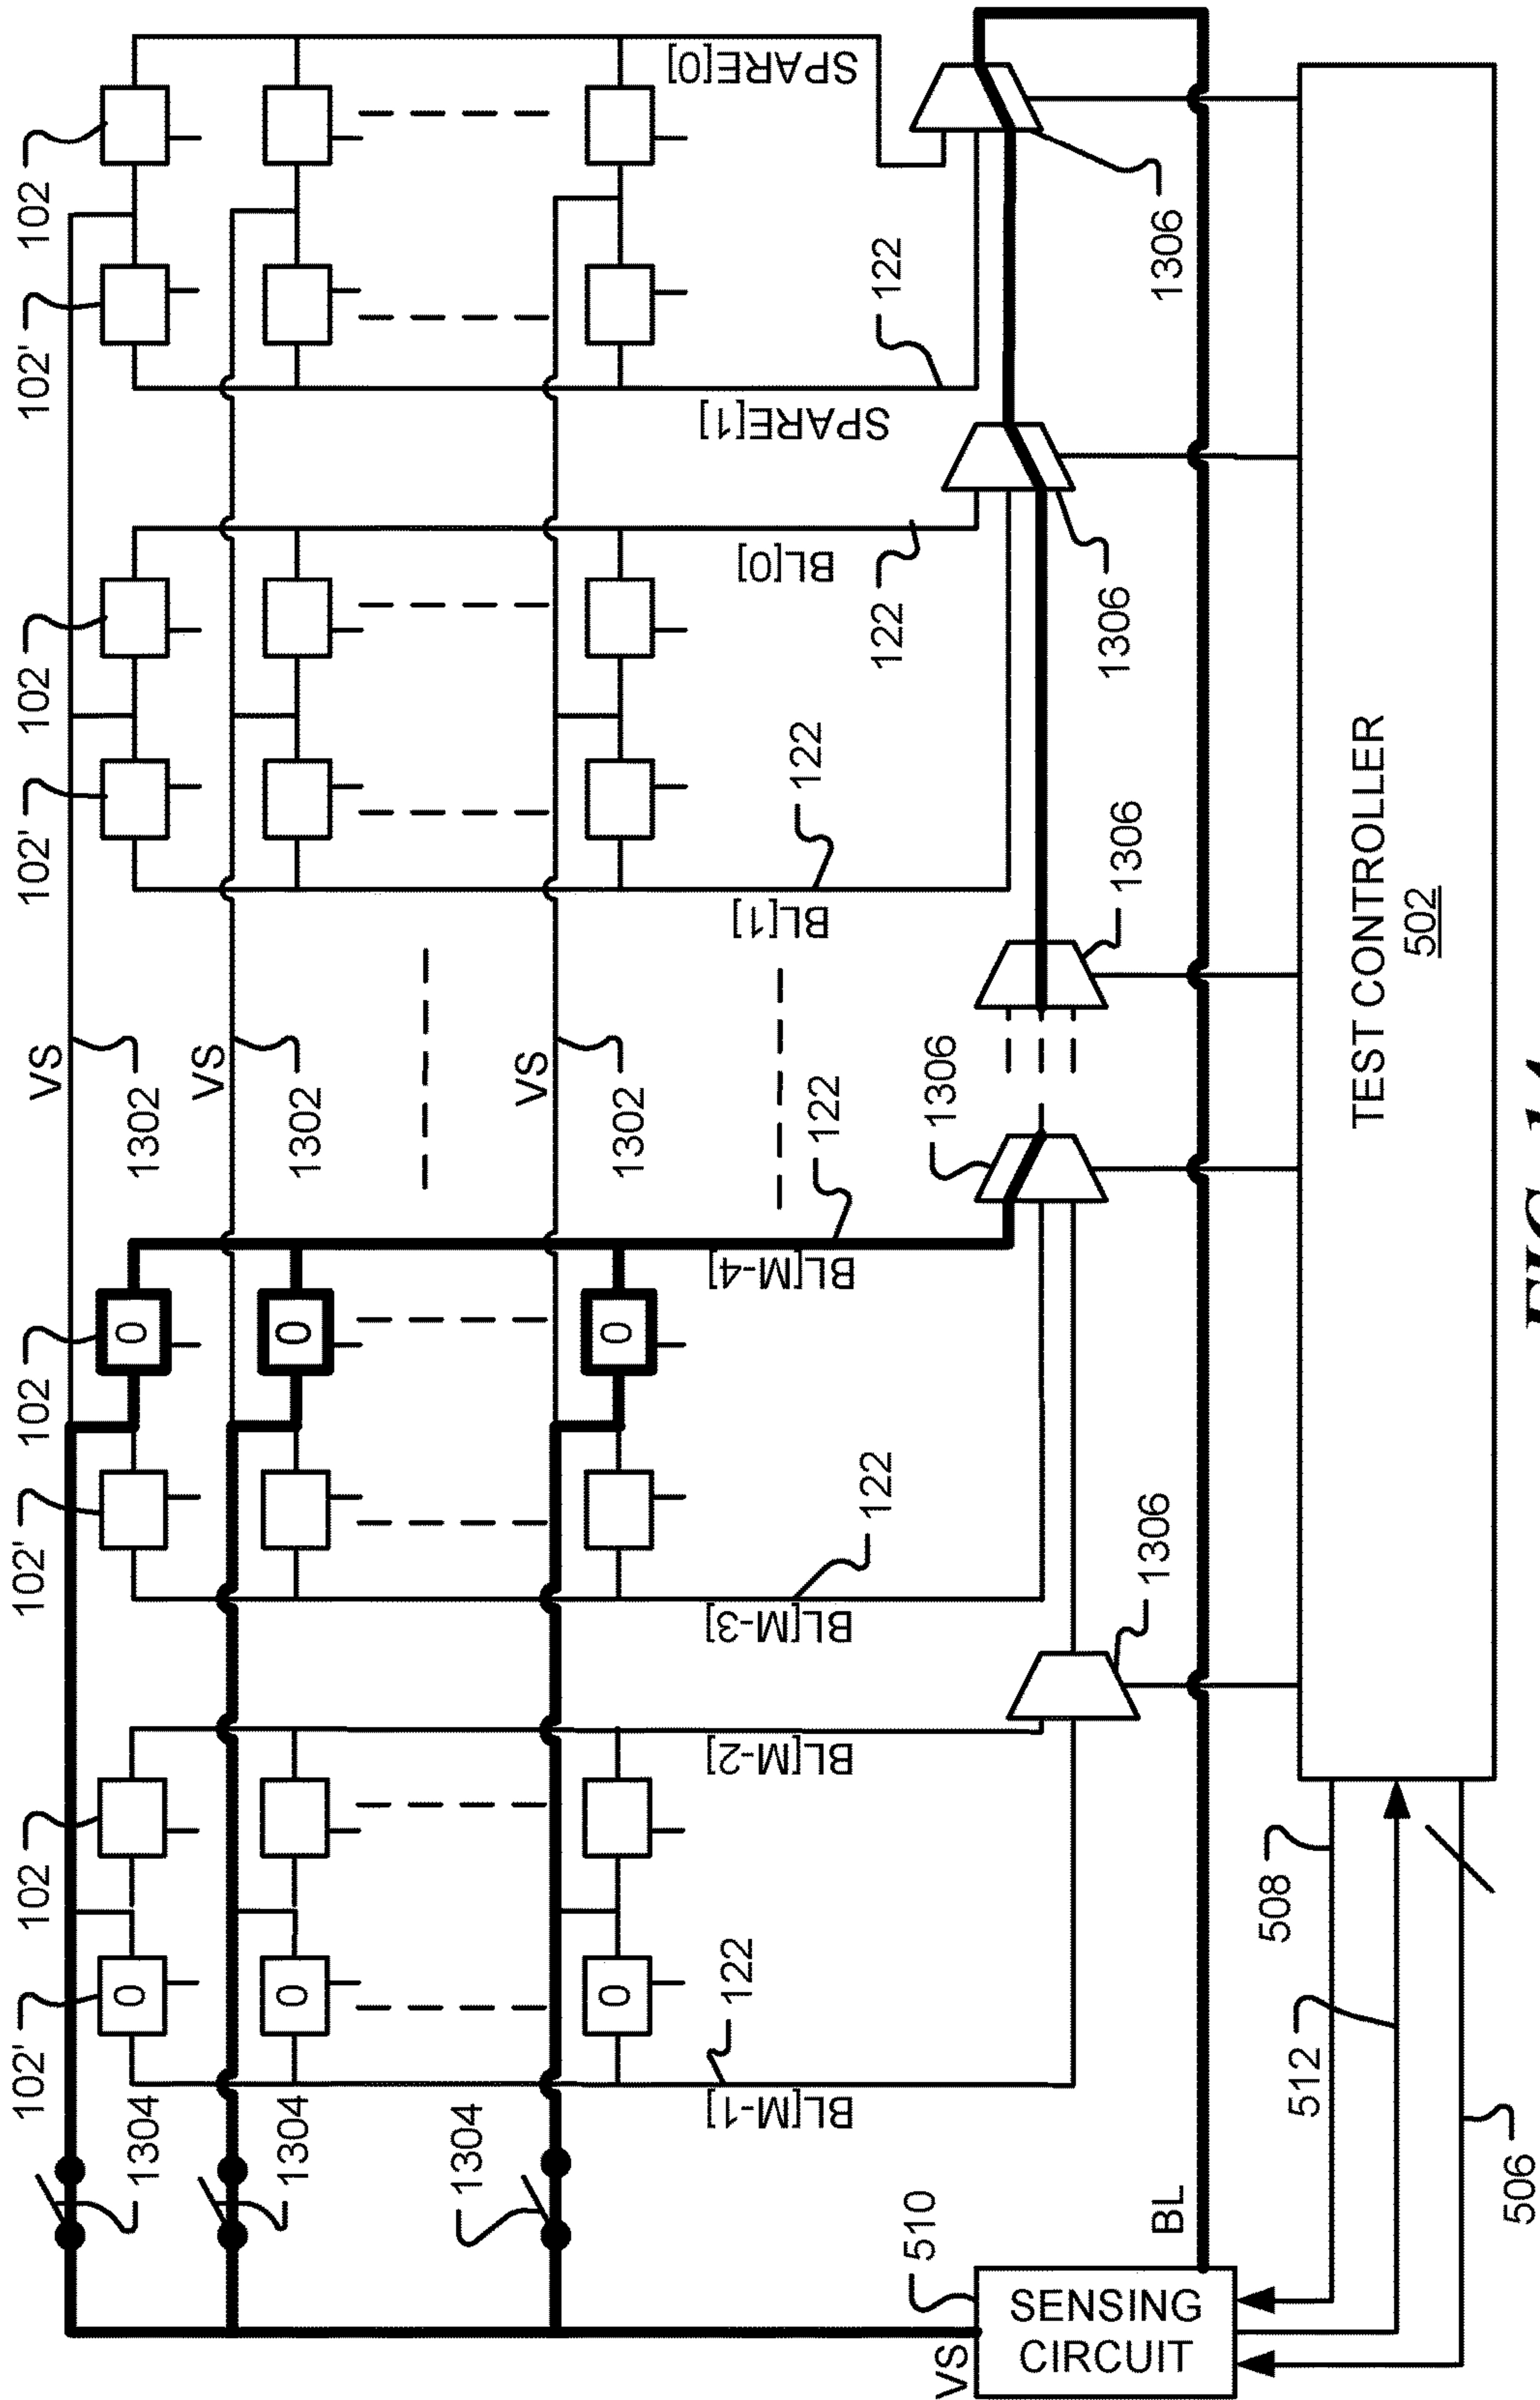 102
102'
102
102'
102
102'
102
102'
VS
1302
VS
1302
VS
1302
1304
1304
1304
0
0
0
0
0
0
SPARE[0]
SPARE[1]
BL[0]
BL[1]
BL[M-4]
BL[M-3]
BL[M-2]
BL[M-1]
122
122
122
122
122
122
1306
1306
1306
1306
1306
VS
510
SENSING
CIRCUIT
BL
508
512
506
TEST CONTROLLER
502